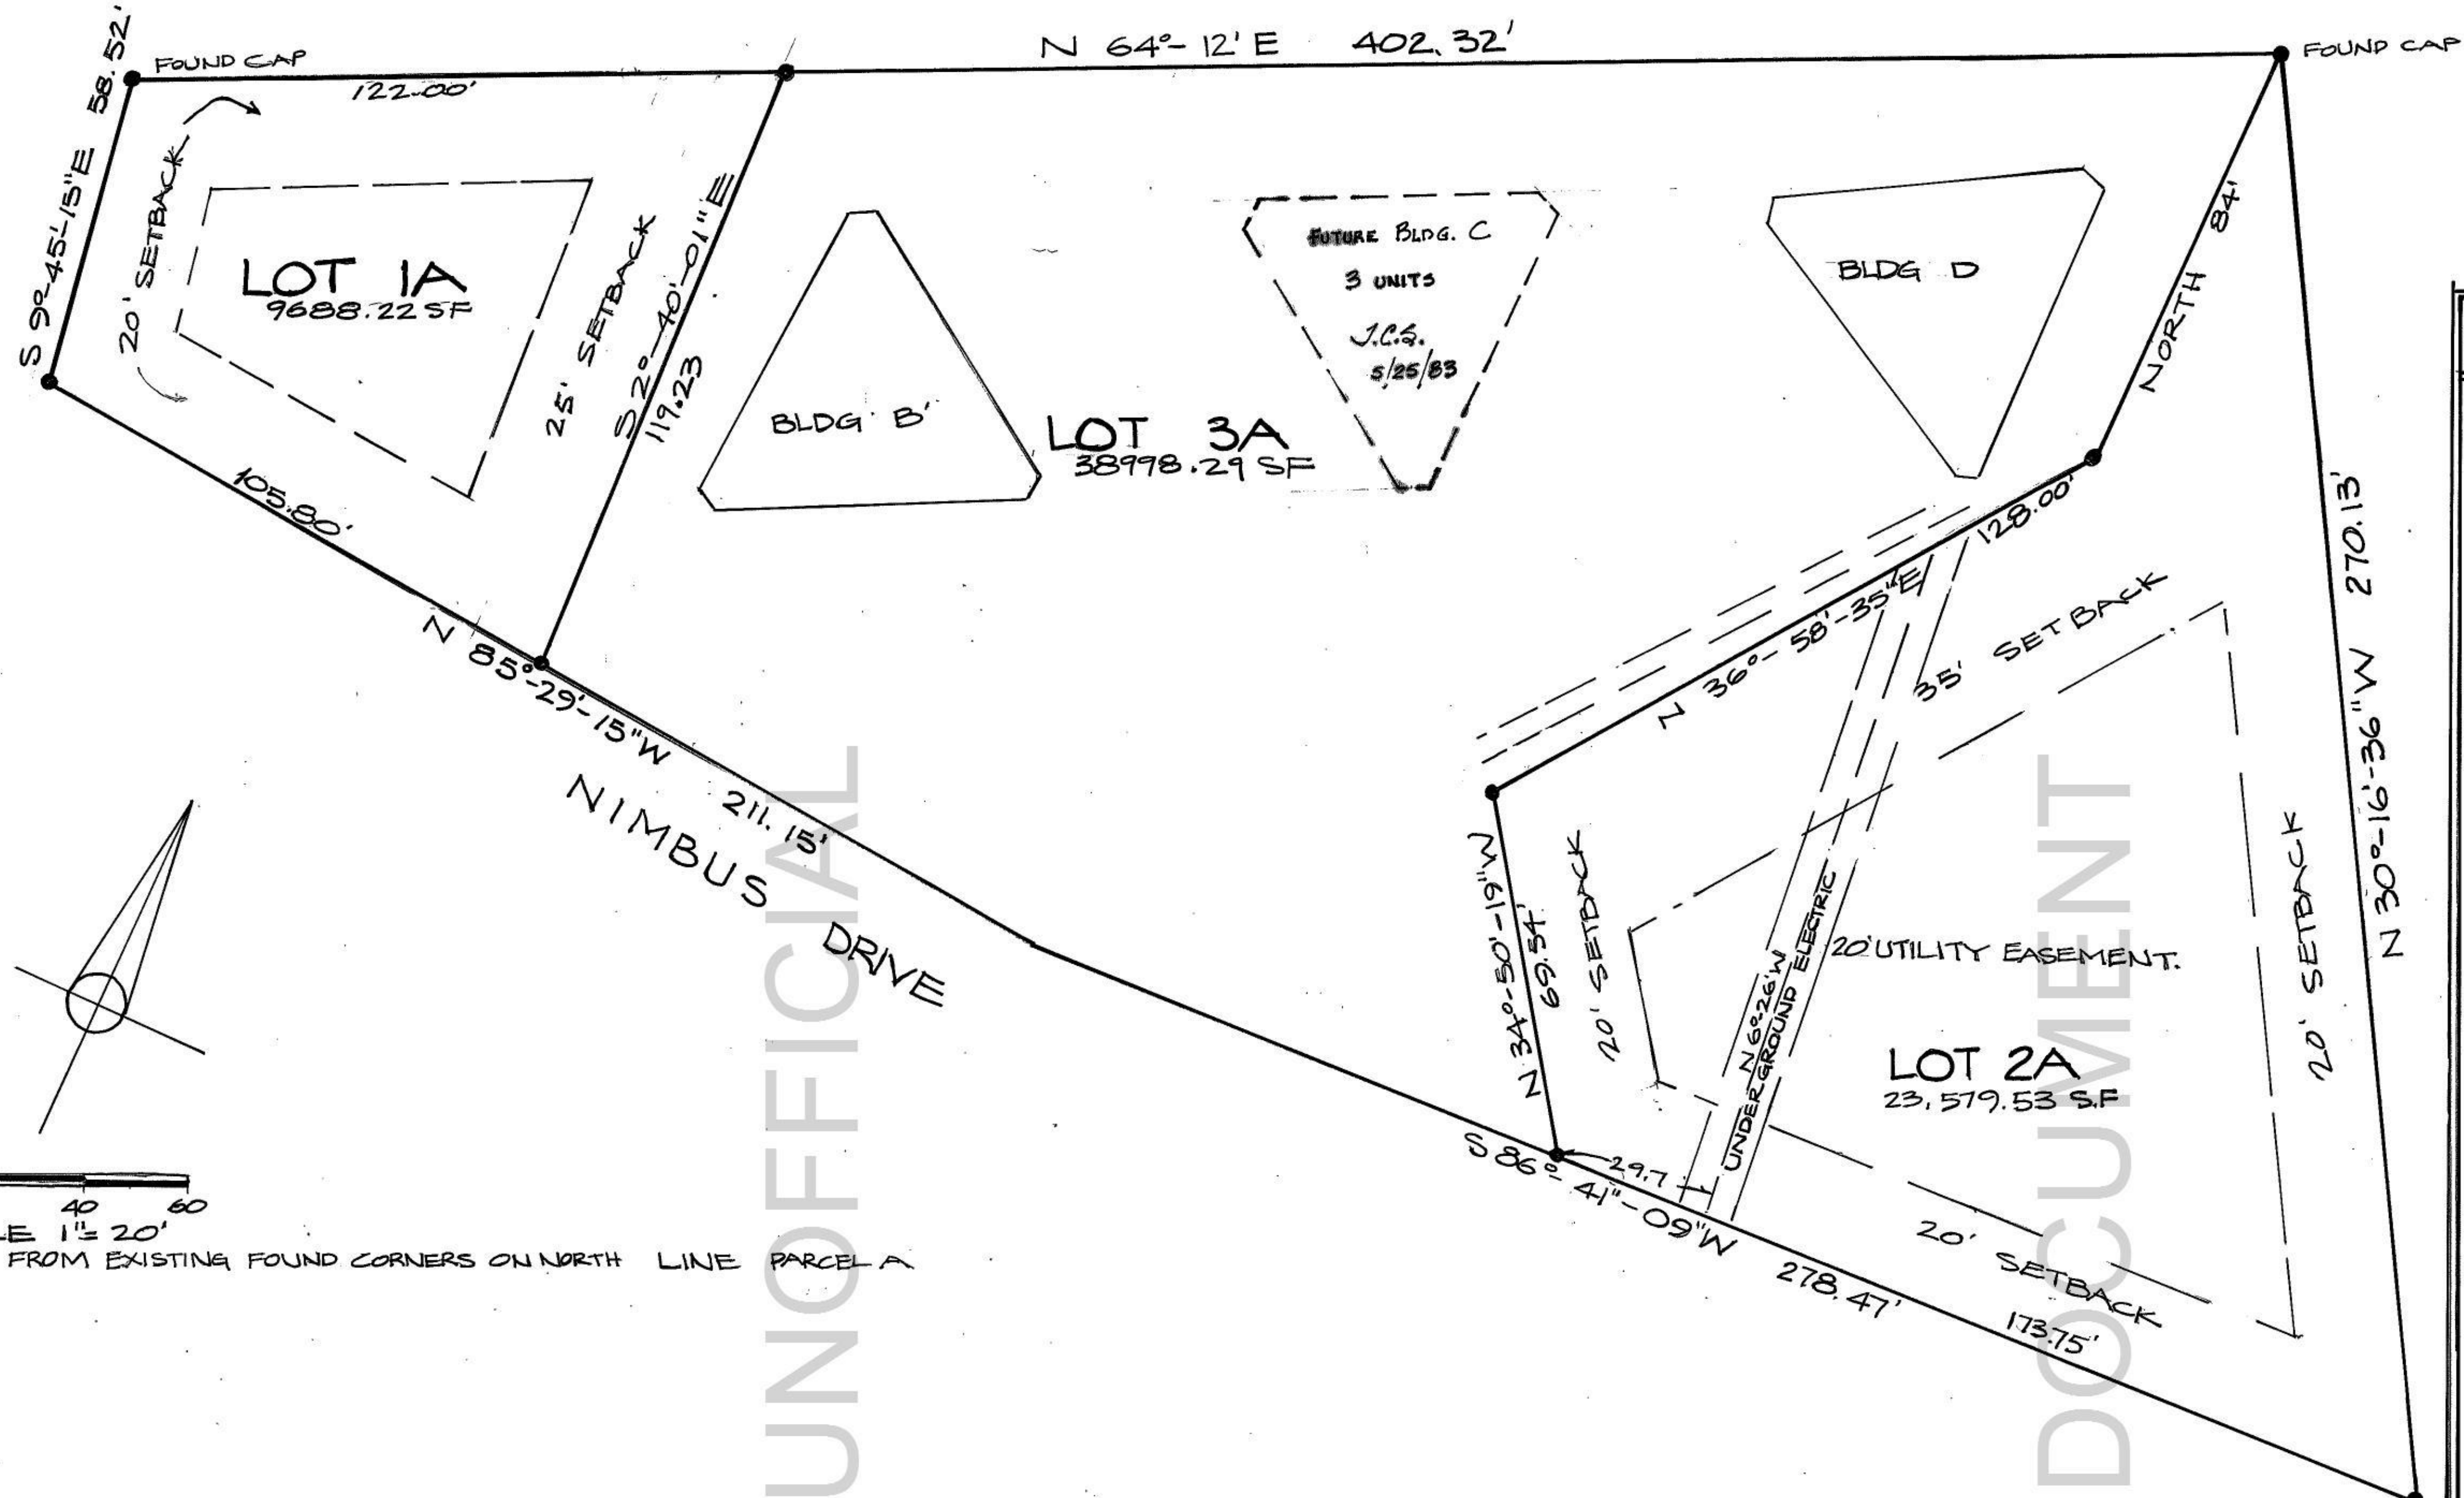 58.52'
FOUND CAP
N 64°-12' E 402.32'
FOUND CAP
122.00'
S 9°-45'-15" E
20' SETBACK
LOT 1A
9688.22 SF
25' SETBACK
S 2°-40'-01" E
119.23
105.80'
BLDG B'
LOT 3A
38998.29 SF
FUTURE BLDG. C
3 UNITS
J.C.S.
5/25/83
BLDG D
NORTH 84'
128.00'
N 36°-58'-35" E
35' SETBACK
N 30°-16'-36" W 270.13'
N 85°-29'-15" W
211.15'
NIMBUS DRIVE
N 34°-50'-19" W
69.54'
20' SETBACK
N 6°-26' W
UNDERGROUND ELECTRIC
20' UTILITY EASEMENT.
20' SETBACK
LOT 2A
23,579.53 S.F
29.7
S 86°-41"-09" W
278.47'
20' SETBACK
173.75'
40 60
LE 1"=20'
FROM EXISTING FOUND CORNERS ON NORTH LINE PARCEL A
UNOFFICIAL
DOCUMENT